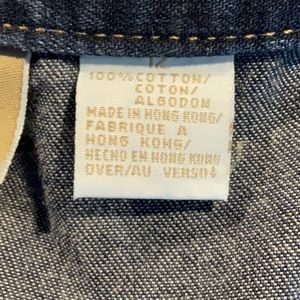 12
100% COTTON/
COTON/
ALGODON
MADE IN HONG KONG/
FABRIQUE A
HONG KONG/
HECHO EN HONG KONG
OVER/AU VERSO↓